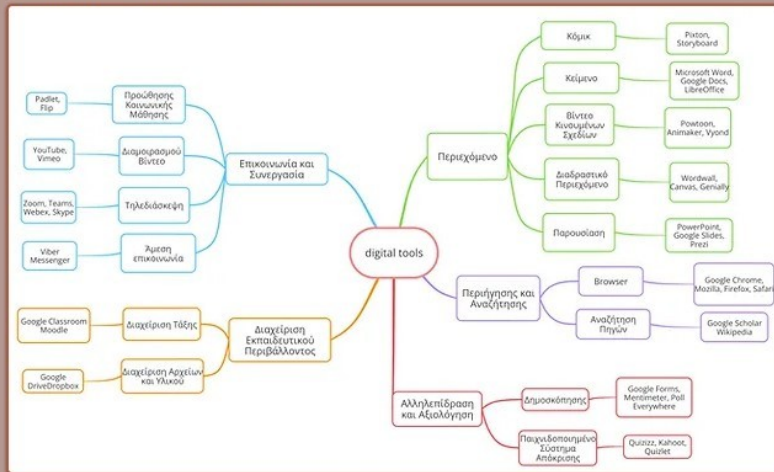 Κόμικ
Pixton,
Storyboard
Κείμενο
Microsoft Word,
Google Docs,
LibreOffice
Βίντεο
Κινουμένων
Σχεδίων
Powtoon,
Animaker, Vyond
Περιεχόμενο
Διαδραστικό
Περιεχόμενο
Wordwall,
Canvas, Genially
Παρουσίαση
PowerPoint,
Google Slides,
Prezi
Padlet,
Flip
Προώθησης
Κοινωνικής
Μάθησης
YouTube,
Vimeo
Διαμοιρασμού
Βίντεο
Επικοινωνία και
Συνεργασία
Zoom, Teams,
Webex, Skype
Τηλεδιάσκεψη
Viber
Messenger
Άμεση
επικοινωνία
digital tools
Περιήγησης και
Αναζήτησης
Browser
Google Chrome,
Mozilla, Firefox, Safari
Αναζήτηση
Πηγών
Google Scholar
Wikipedia
Google Classroom
Moodle
Διαχείριση Τάξης
Διαχείριση
Εκπαιδευτικού
Περιβάλλοντος
Google
DriveDropbox
Διαχείριση Αρχείων
και Υλικού
Αλληλεπίδραση
και Αξιολόγηση
Δημοσκόπησης
Google Forms,
Mentimeter, Poll
Everywhere
Παιχνιδοποιημένο
Σύστημα
Απόκρισης
Quizizz, Kahoot,
Quizlet